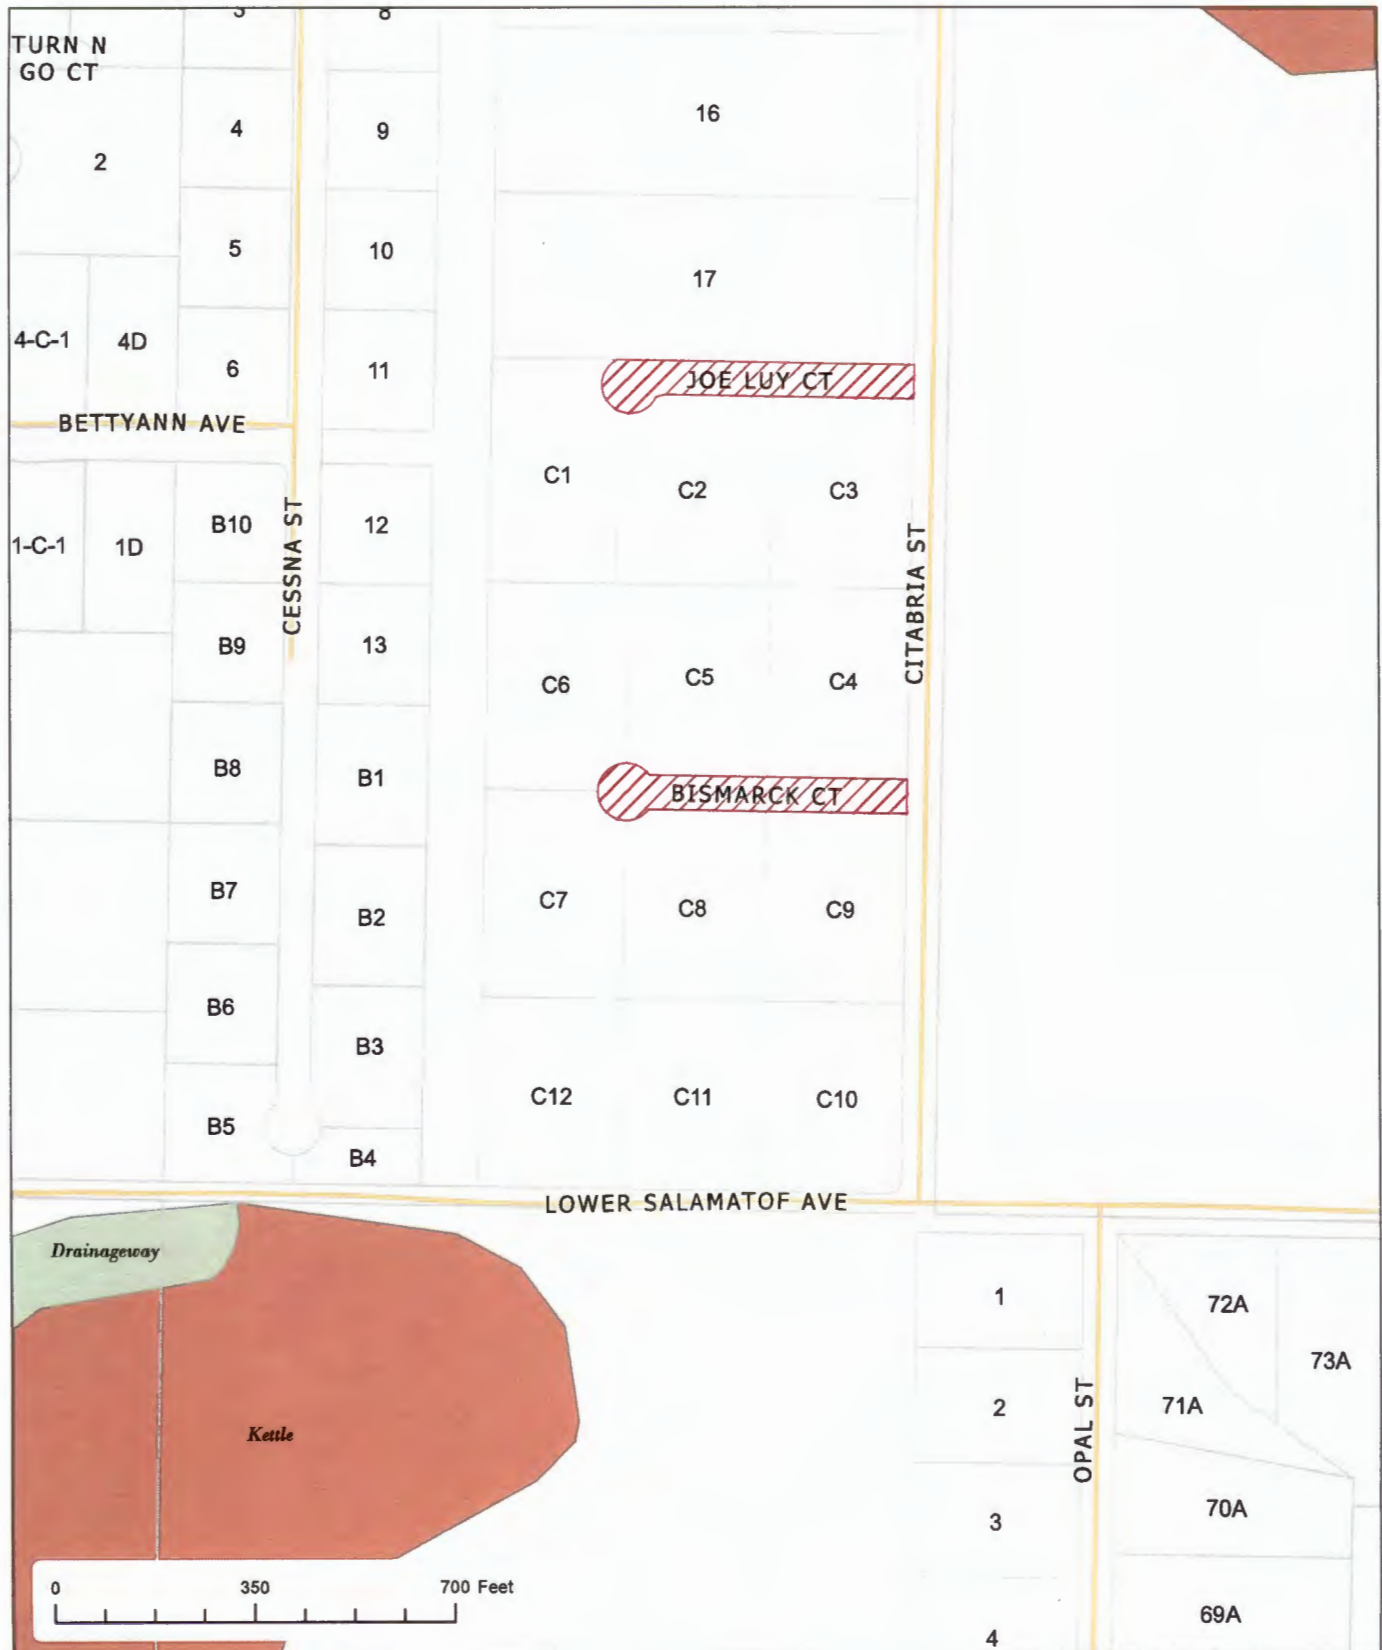 3
8
TURN N
GO CT
4
9
16
2
5
10
17
4-C-1
4D
6
11
JOE LUY CT
BETTYANN AVE
C1
C2
C3
B10
12
1-C-1
1D
CESSNA ST
CITABRIA ST
B9
13
C6
C5
C4
B8
B1
BISMARCK CT
B7
B2
C7
C8
C9
B6
B3
C12
C11
C10
B5
B4
LOWER SALAMATOF AVE
Drainageway
1
72A
73A
2
71A
OPAL ST
Kettle
70A
3
0 350 700 Feet
69A
4